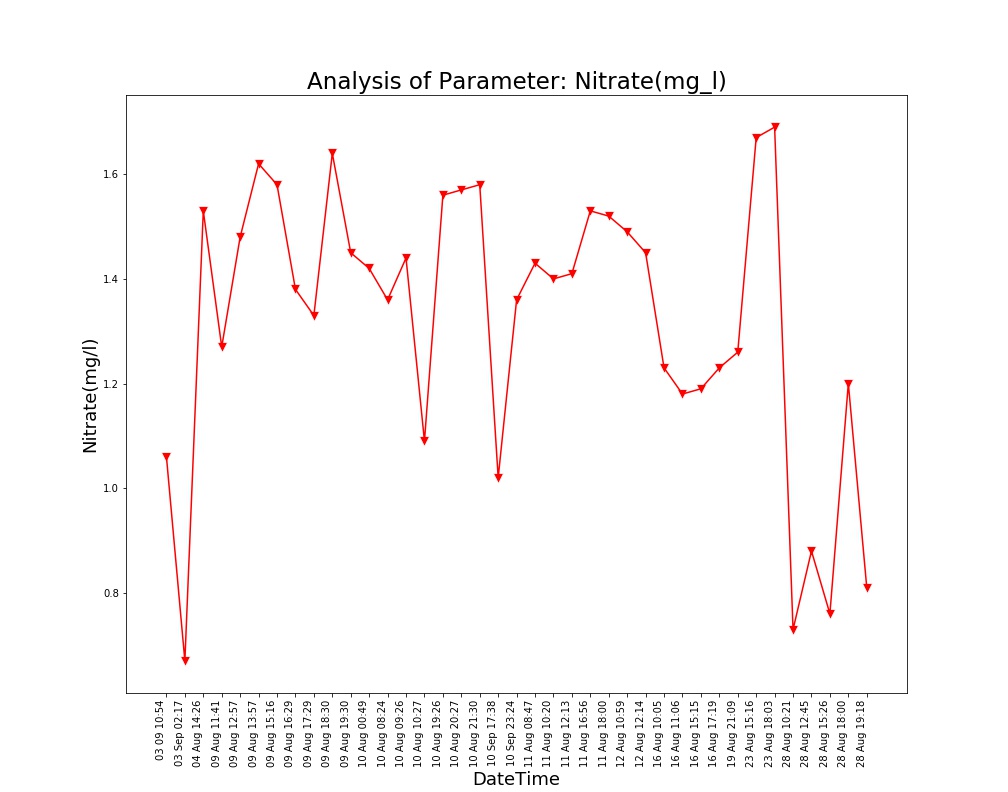 Analysis of Parameter: Nitrate(mg_l)
Nitrate(mg/l)
1.6
1.4
1.2
1.0
0.8
03 09 10:54
03 Sep 02:17
04 Aug 14:26
09 Aug 11:41
09 Aug 12:57
09 Aug 13:57
09 Aug 15:16
09 Aug 16:29
09 Aug 17:29
09 Aug 18:30
09 Aug 19:30
10 Aug 00:49
10 Aug 08:24
10 Aug 09:26
10 Aug 10:27
10 Aug 19:26
10 Aug 20:27
10 Aug 21:30
10 Sep 17:38
10 Sep 23:24
11 Aug 08:47
11 Aug 10:20
11 Aug 12:13
11 Aug 16:56
11 Aug 18:00
12 Aug 10:59
12 Aug 12:14
16 Aug 10:05
16 Aug 11:06
16 Aug 15:15
16 Aug 17:19
19 Aug 21:09
23 Aug 15:16
23 Aug 18:03
28 Aug 10:21
28 Aug 12:45
28 Aug 15:26
28 Aug 18:00
28 Aug 19:18
DateTime